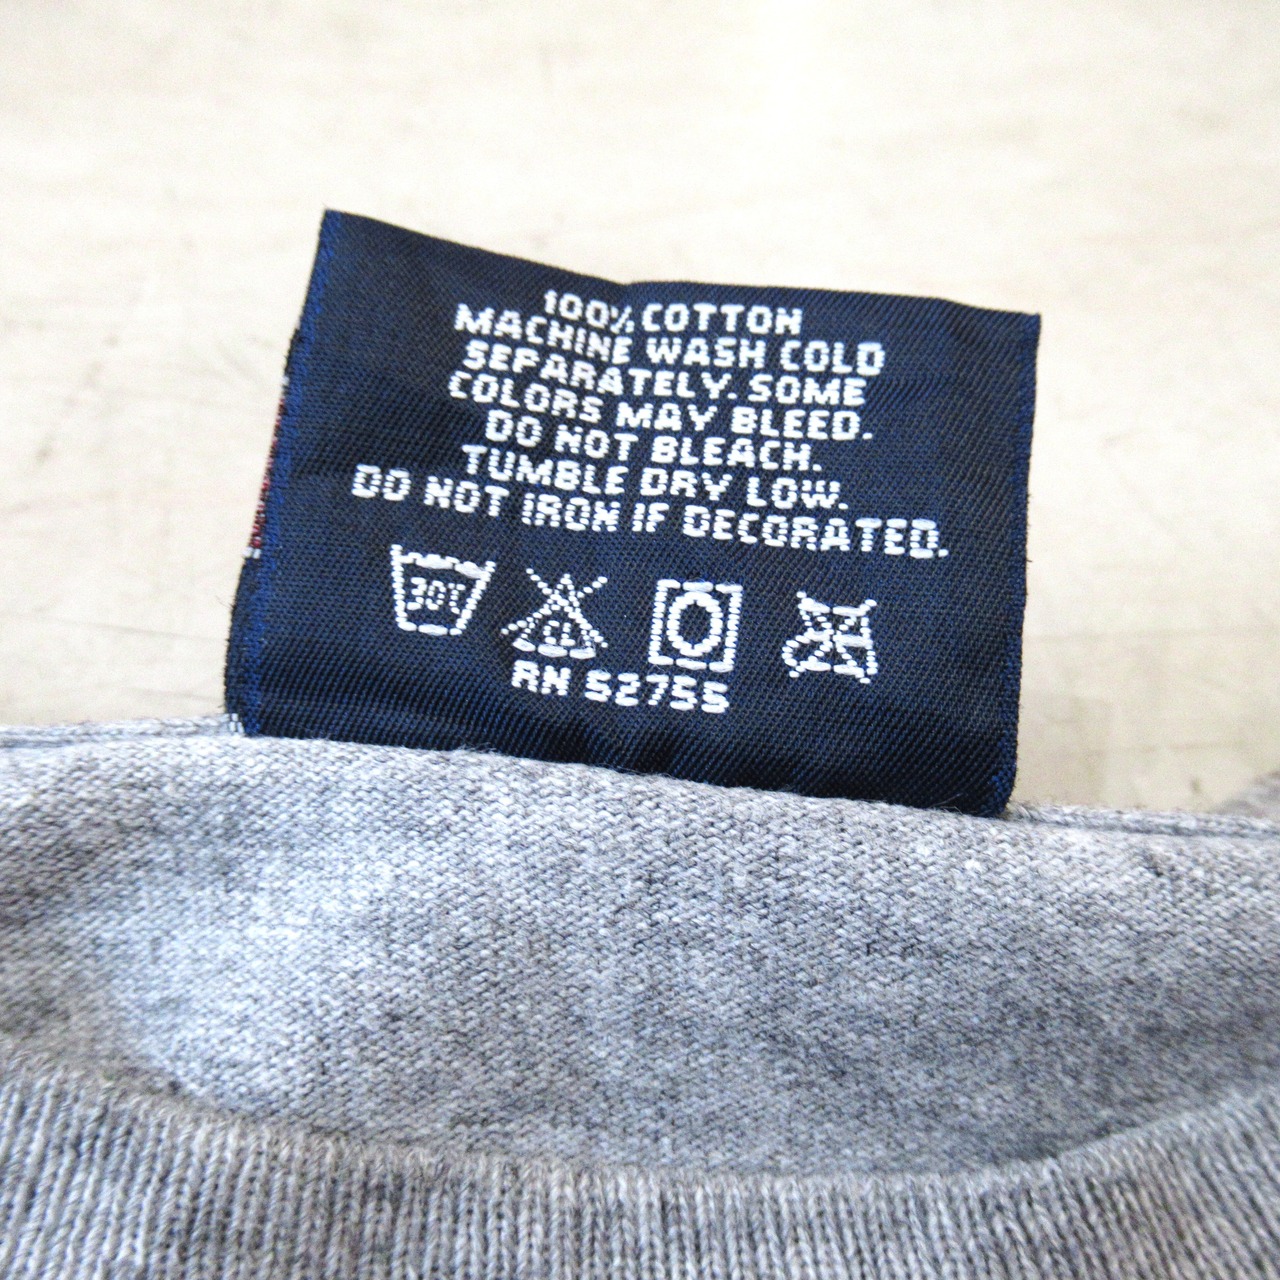 100% COTTON
MACHINE WASH COLD
SEPARATELY. SOME
COLORS MAY BLEED.
DO NOT BLEACH.
TUMBLE DRY LOW.
DO NOT IRON IF DECORATED.
30° CL
RN 52755